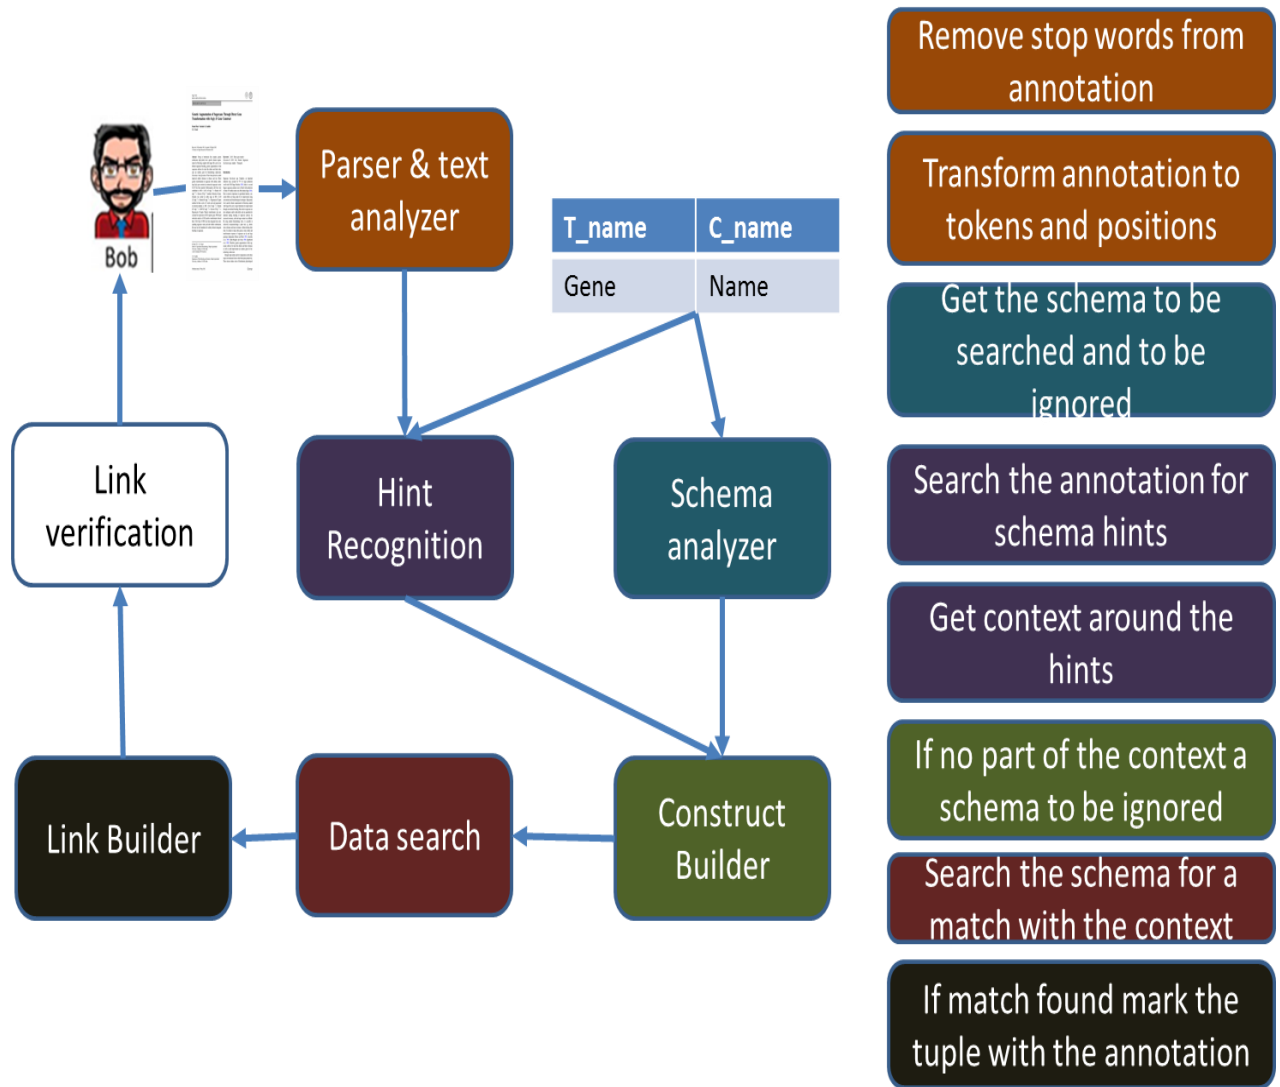 Bob
Parser & text
analyzer
T_name C_name
Gene Name
Link
verification
Hint
Recognition
Schema
analyzer
Link Builder
Data search
Construct
Builder
Remove stop words from
annotation
Transform annotation to
tokens and positions
Get the schema to be
searched and to be
ignored
Search the annotation for
schema hints
Get context around the
hints
If no part of the context a
schema to be ignored
Search the schema for a
match with the context
If match found mark the
tuple with the annotation